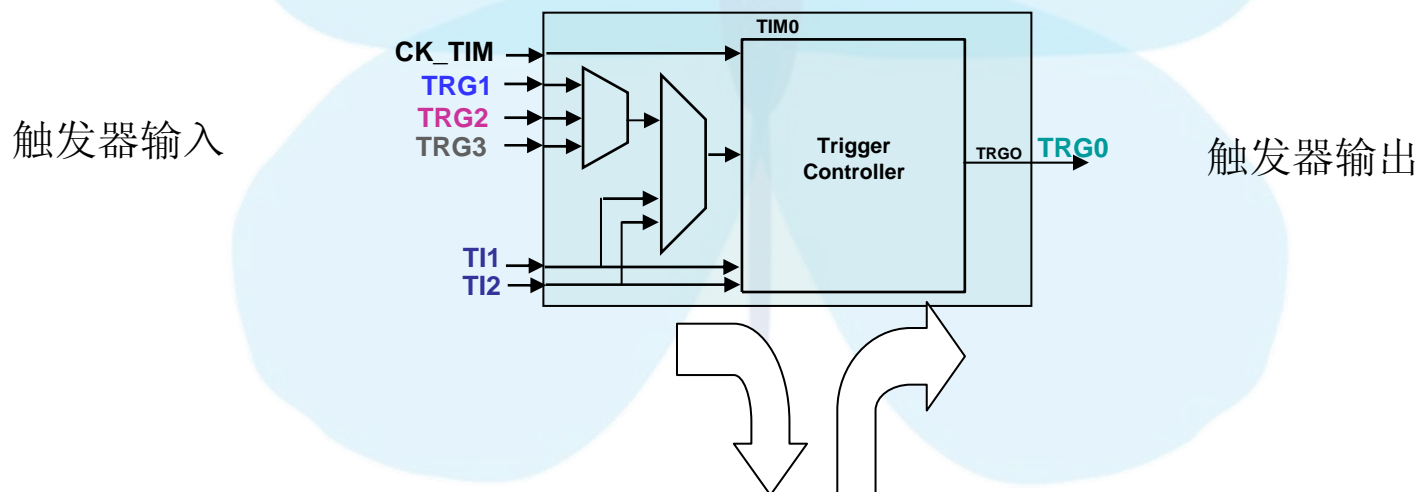 TIM0
CK_TIM
TRG1
TRG2
TRG3
触发器输入
Trigger
Controller
TRGO
TRG0
触发器输出
TI1
TI2